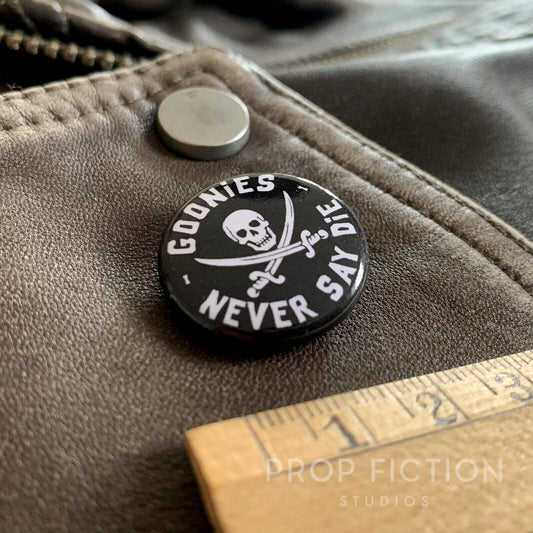 GOONiES
NEVER SAY DiE
1 2 3
PROP FICTION
STUDIOS